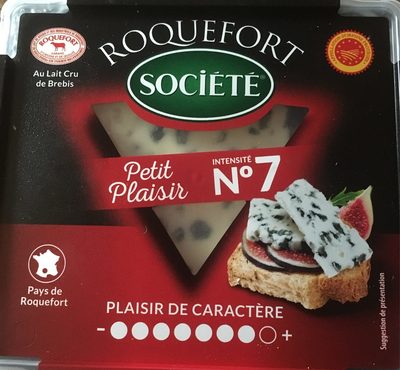 ROQUEFORT
ROQUEFORT
SOCIÉTÉ
Au Lait Cru
de Brebis
Petit
Plaisir
INTENSITÉ
N°7
Pays de
Roquefort
PLAISIR DE CARACTÈRE
- +
Suggestion de présentation